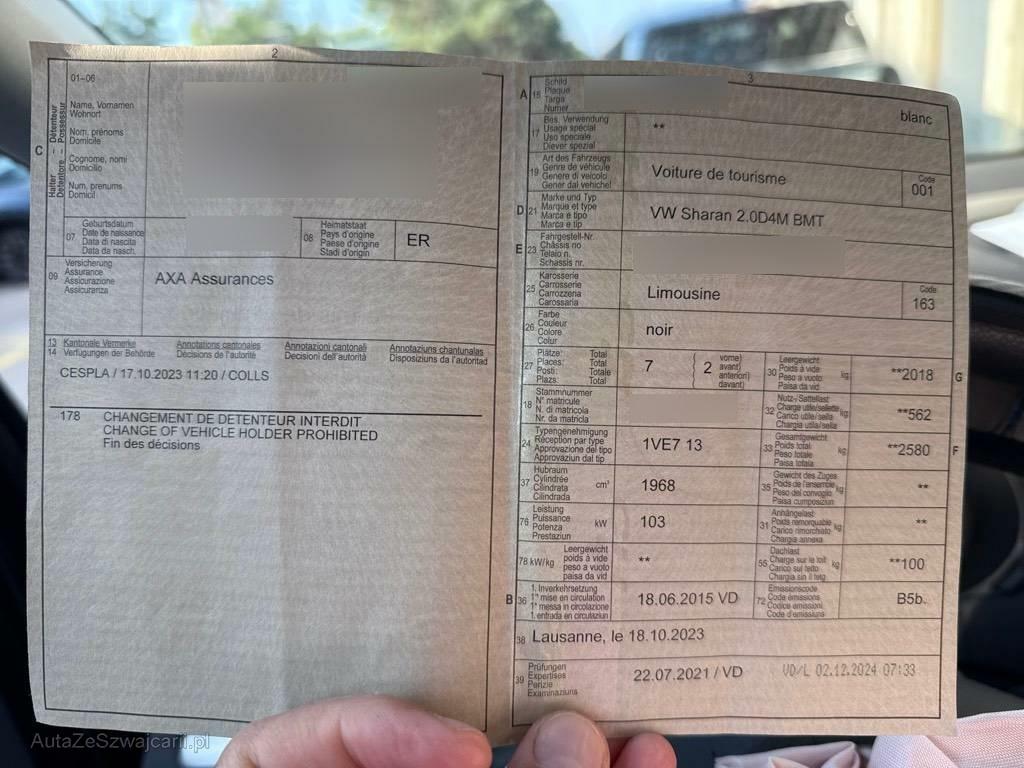 2
01–06
C
Halter – Détenteur
Detentore – Possessur
Name, Vornamen
Wohnort
Nom, prénoms
Domicile
Cognome, nomi
Domicilio
Num, prenums
Domicil
07
Geburtsdatum
Date de naissance
Data di nascita
Data da nasch.
08
Heimatstaat
Pays d'origine
Paese d'origine
Stadi d'origin
ER
09
Versicherung
Assurance
Assicurazione
Assicuranza
AXA Assurances
13 Kantonale Vermerke Annotations cantonales Annotazioni cantonali Annotaziuns chantunalas
14 Verfügungen der Behörde Décisions de l'autorité Decisioni dell'autorità Disposiziuns da l'autoritad
CESPLA / 17.10.2023 11:20 / COLLS
178 CHANGEMENT DE DETENTEUR INTERDIT
CHANGE OF VEHICLE HOLDER PROHIBITED
Fin des décisions
3
A 15
Schild
Plaque
Targa
Numer
blanc
17
Bes. Verwendung
Usage spécial
Uso speciale
Diever spezial
**
19
Art des Fahrzeugs
Genre de véhicule
Genere di veicolo
Gener dal vehichel
Voiture de tourisme
Code
001
D 21
Marke und Typ
Marque et type
Marca e tipo
Marca e tip
VW Sharan 2.0D4M BMT
E 23
Fahrgestell-Nr.
Châssis no
Telaio n.
Schassis nr.
25
Karosserie
Carrosserie
Carrozzeria
Carossaria
Limousine
Code
163
26
Farbe
Couleur
Colore
Colur
noir
27
Plätze: Total
Places: Total
Posti: Totale
Plazs: Total
7
2
vorne)
avant)
anteriori)
davant)
30
Leergewicht
Poids à vide
Peso a vuoto
Paisa da vid
kg
**2018
G
18
Stammnummer
N° matricule
N. di matricola
Nr. da matricla
32
Nutz-/Sattellast
Charge utile/sellette
Carico utile/sella
Chargia utila/sella
kg
**562
24
Typengenehmigung
Réception par type
Approvazione del tipo
Approvaziun dal tip
1VE7 13
33
Gesamtgewicht
Poids total
Peso totale
Paisa totala
kg
**2580
F
37
Hubraum
Cylindrée
Cilindrata
Cilindrada
cm³
1968
35
Gewicht des Zuges
Poids de l'ensemble
Peso del convoglio
Paisa cumposiziun
kg
**
76
Leistung
Puissance
Potenza
Prestaziun
kW
103
31
Anhängelast
Poids remorquable
Carico rimorchiato
Chargia annexa
kg
**
78 kW/kg
Leergewicht
poids à vide
peso a vuoto
paisa da vid
**
55
Dachlast
Charge sur le toit
Carico sul tetto
Chargia sin il tetg
kg
**100
B 36
1. Inverkehrsetzung
1re mise en circulation
1a messa in circolazione
1. entrada en circulaziun
18.06.2015 VD
72
Emissionscode
Code émissions
Codice emissioni
Code d'emissiuns
B5b.
38 Lausanne, le 18.10.2023
39
Prüfungen
Expertises
Perizie
Examinaziuns
22.07.2021 / VD
VD/L 02.12.2024 07:33
AutaZeSzwajcarii.pl